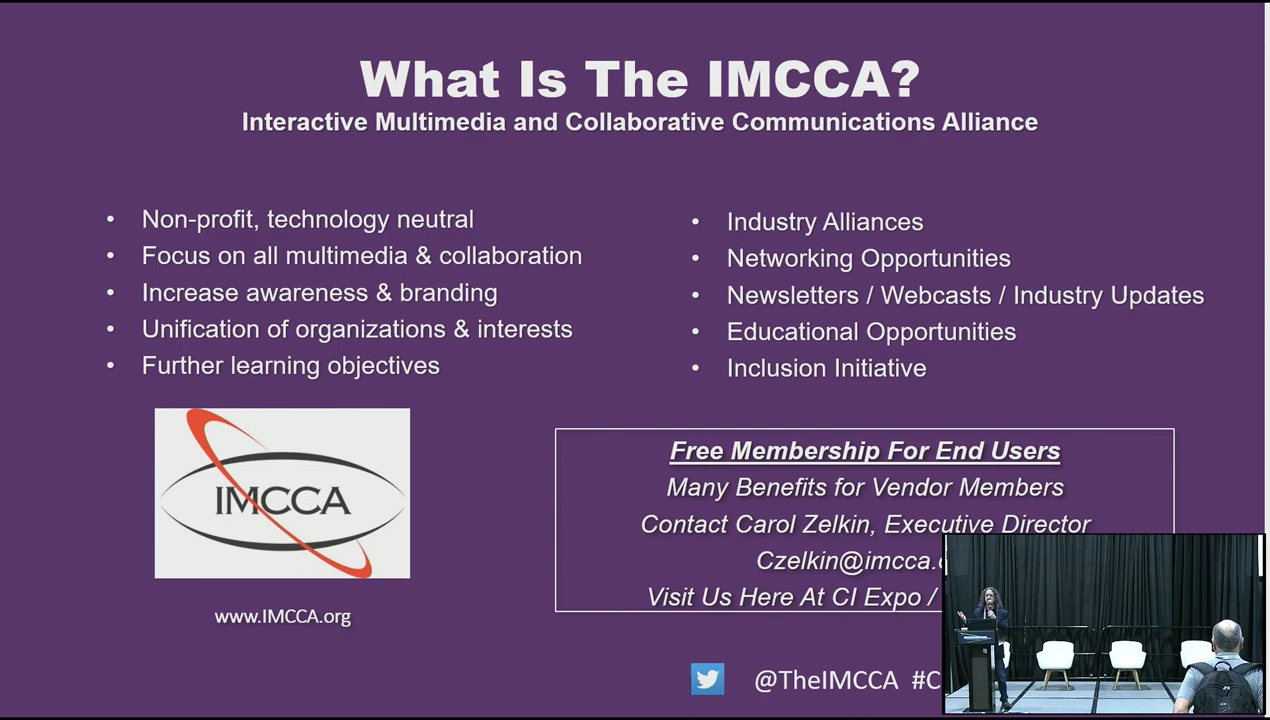 What Is The IMCCA?
Interactive Multimedia and Collaborative Communications Alliance
• Non-profit, technology neutral
• Focus on all multimedia & collaboration
• Increase awareness & branding
• Unification of organizations & interests
• Further learning objectives
• Industry Alliances
• Networking Opportunities
• Newsletters / Webcasts / Industry Updates
• Educational Opportunities
• Inclusion Initiative
IMCCA
www.IMCCA.org
Free Membership For End Users
Many Benefits for Vendor Members
Contact Carol Zelkin, Executive Director
Czelkin@imcca.
Visit Us Here At CI Expo /
@TheIMCCA #C